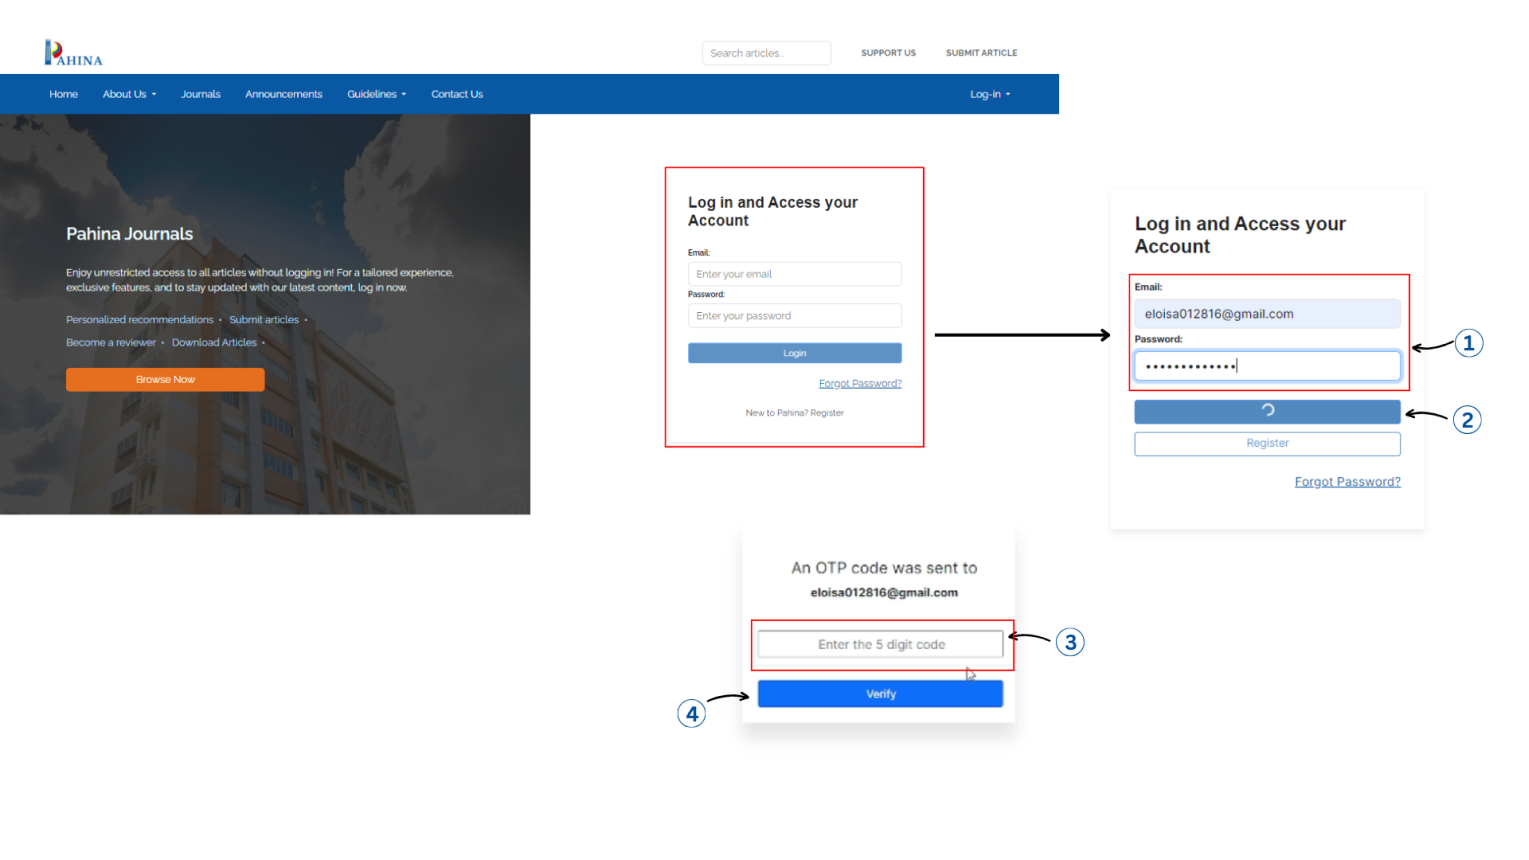 PAHINA
Search articles...
SUPPORT US
SUBMIT ARTICLE
Home
About Us
Journals
Announcements
Guidelines
Contact Us
Log-in
Pahina Journals
Enjoy unrestricted access to all articles without logging in! For a tailored experience,
exclusive features, and to stay updated with our latest content, log in now.
Personalized recommendations • Submit articles •
Become a reviewer • Download Articles •
Browse Now
Log in and Access your
Account
Email:
Enter your email
Password:
Enter your password
Login
Forgot Password?
New to Pahina? Register
Log in and Access your
Account
Email:
eloisa012816@gmail.com
Password:
•••••••••••••
1
2
Register
Forgot Password?
An OTP code was sent to
eloisa012816@gmail.com
Enter the 5 digit code
3
Verify
4